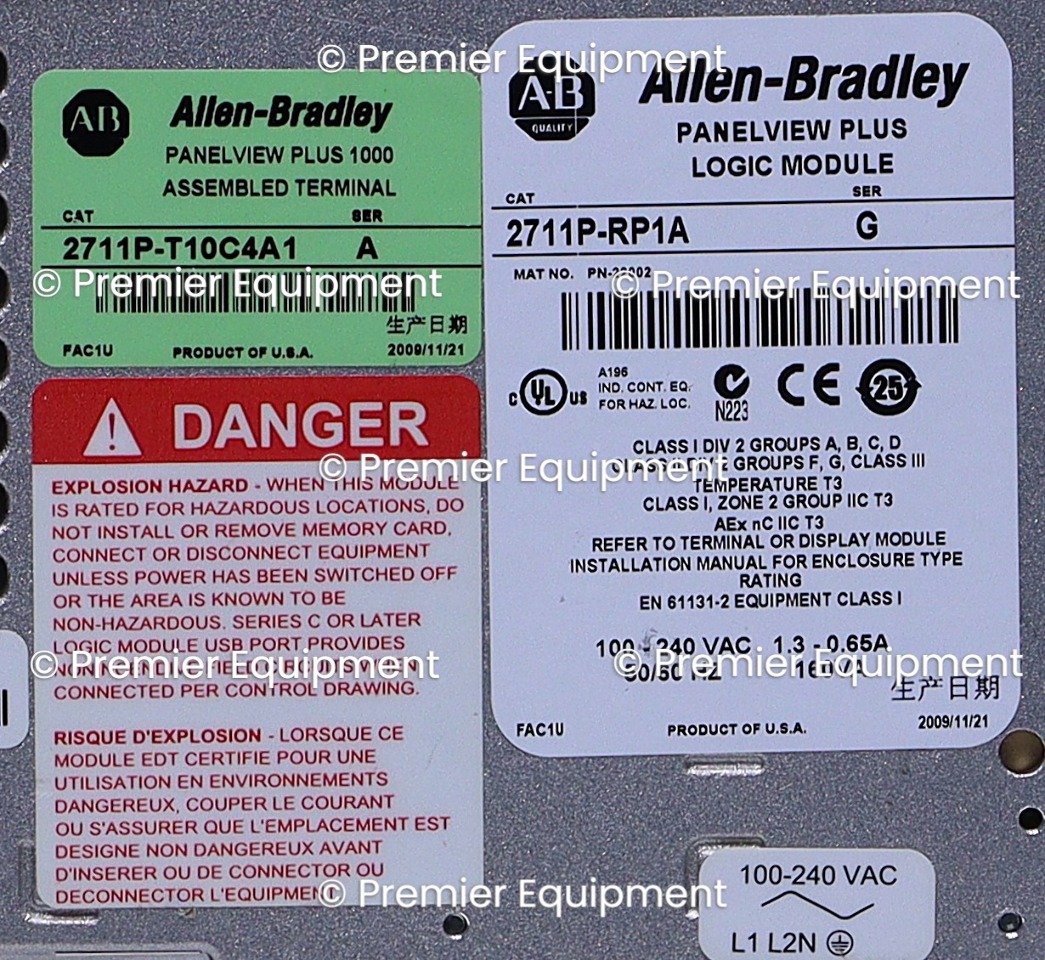 © Premier Equipment
AB
Allen-Bradley
PANELVIEW PLUS 1000
ASSEMBLED TERMINAL
CAT SER
2711P-T10C4A1 A
© Premier Equipment
生产日期
FAC1U PRODUCT OF U.S.A. 2009/11/21
DANGER
EXPLOSION HAZARD - WHEN THIS MODULE
IS RATED FOR HAZARDOUS LOCATIONS, DO
NOT INSTALL OR REMOVE MEMORY CARD,
CONNECT OR DISCONNECT EQUIPMENT
UNLESS POWER HAS BEEN SWITCHED OFF
OR THE AREA IS KNOWN TO BE
NON-HAZARDOUS. SERIES C OR LATER
LOGIC MODULE USB PORT PROVIDES
© Premier Equipment
CONNECTED PER CONTROL DRAWING.
RISQUE D'EXPLOSION - LORSQUE CE
MODULE EDT CERTIFIE POUR UNE
UTILISATION EN ENVIRONNEMENTS
DANGEREUX, COUPER LE COURANT
OU S'ASSURER QUE L'EMPLACEMENT EST
DESIGNE NON DANGEREUX AVANT
D'INSERER OU DE CONNECTOR OU
DECONNECTOR L'EQUIPMENT
© Premier Equipment
A-B
QUALITY
Allen-Bradley
PANELVIEW PLUS
LOGIC MODULE
CAT SER
2711P-RP1A G
MAT NO.
© Premier Equipment
c UL us
A196
IND. CONT. EQ.
FOR HAZ. LOC.
N223
CE
25
CLASS I DIV 2 GROUPS A, B, C, D
GROUPS F, G, CLASS III
© Premier Equipment
TEMPERATURE T3
CLASS I, ZONE 2 GROUP IIC T3
AEx nC IIC T3
REFER TO TERMINAL OR DISPLAY MODULE
INSTALLATION MANUAL FOR ENCLOSURE TYPE
RATING
EN 61131-2 EQUIPMENT CLASS I
100 - 240 VAC 1.3 - 0.65A
© Premier Equipment
生产日期
FAC1U PRODUCT OF U.S.A. 2009/11/21
100-240 VAC
L1 L2N